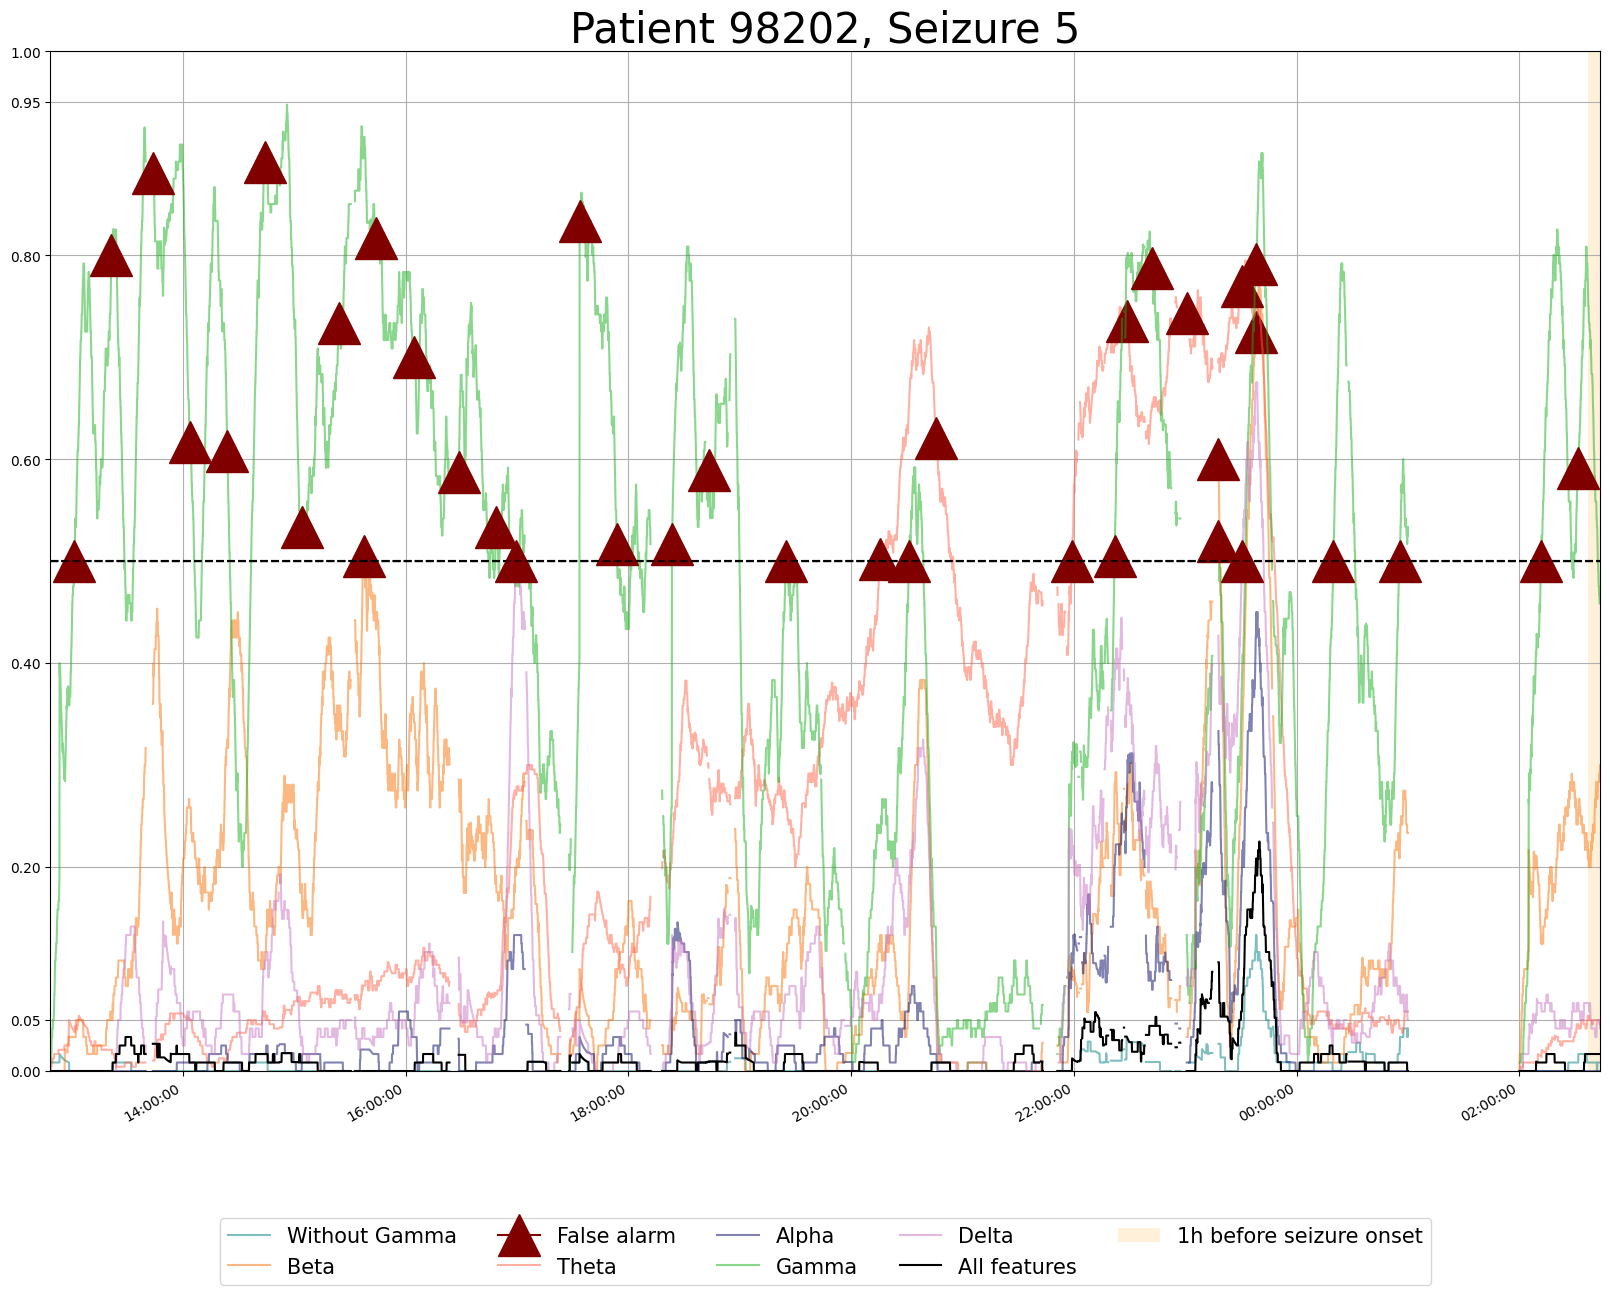 Patient 98202, Seizure 5
1.00
0.95
0.80
0.60
0.40
0.20
0.05
0.00
14:00:00
16:00:00
18:00:00
20:00:00
22:00:00
00:00:00
02:00:00
Without Gamma
Beta
False alarm
Theta
Alpha
Gamma
Delta
All features
1h before seizure onset